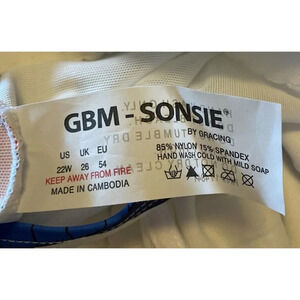 GBM - SONSIE
BY GRACING
US UK EU
22W 26 54
KEEP AWAY FROM FIRE
MADE IN CAMBODIA
85% NYLON 15% SPANDEX
HAND WASH COLD WITH MILD SOAP